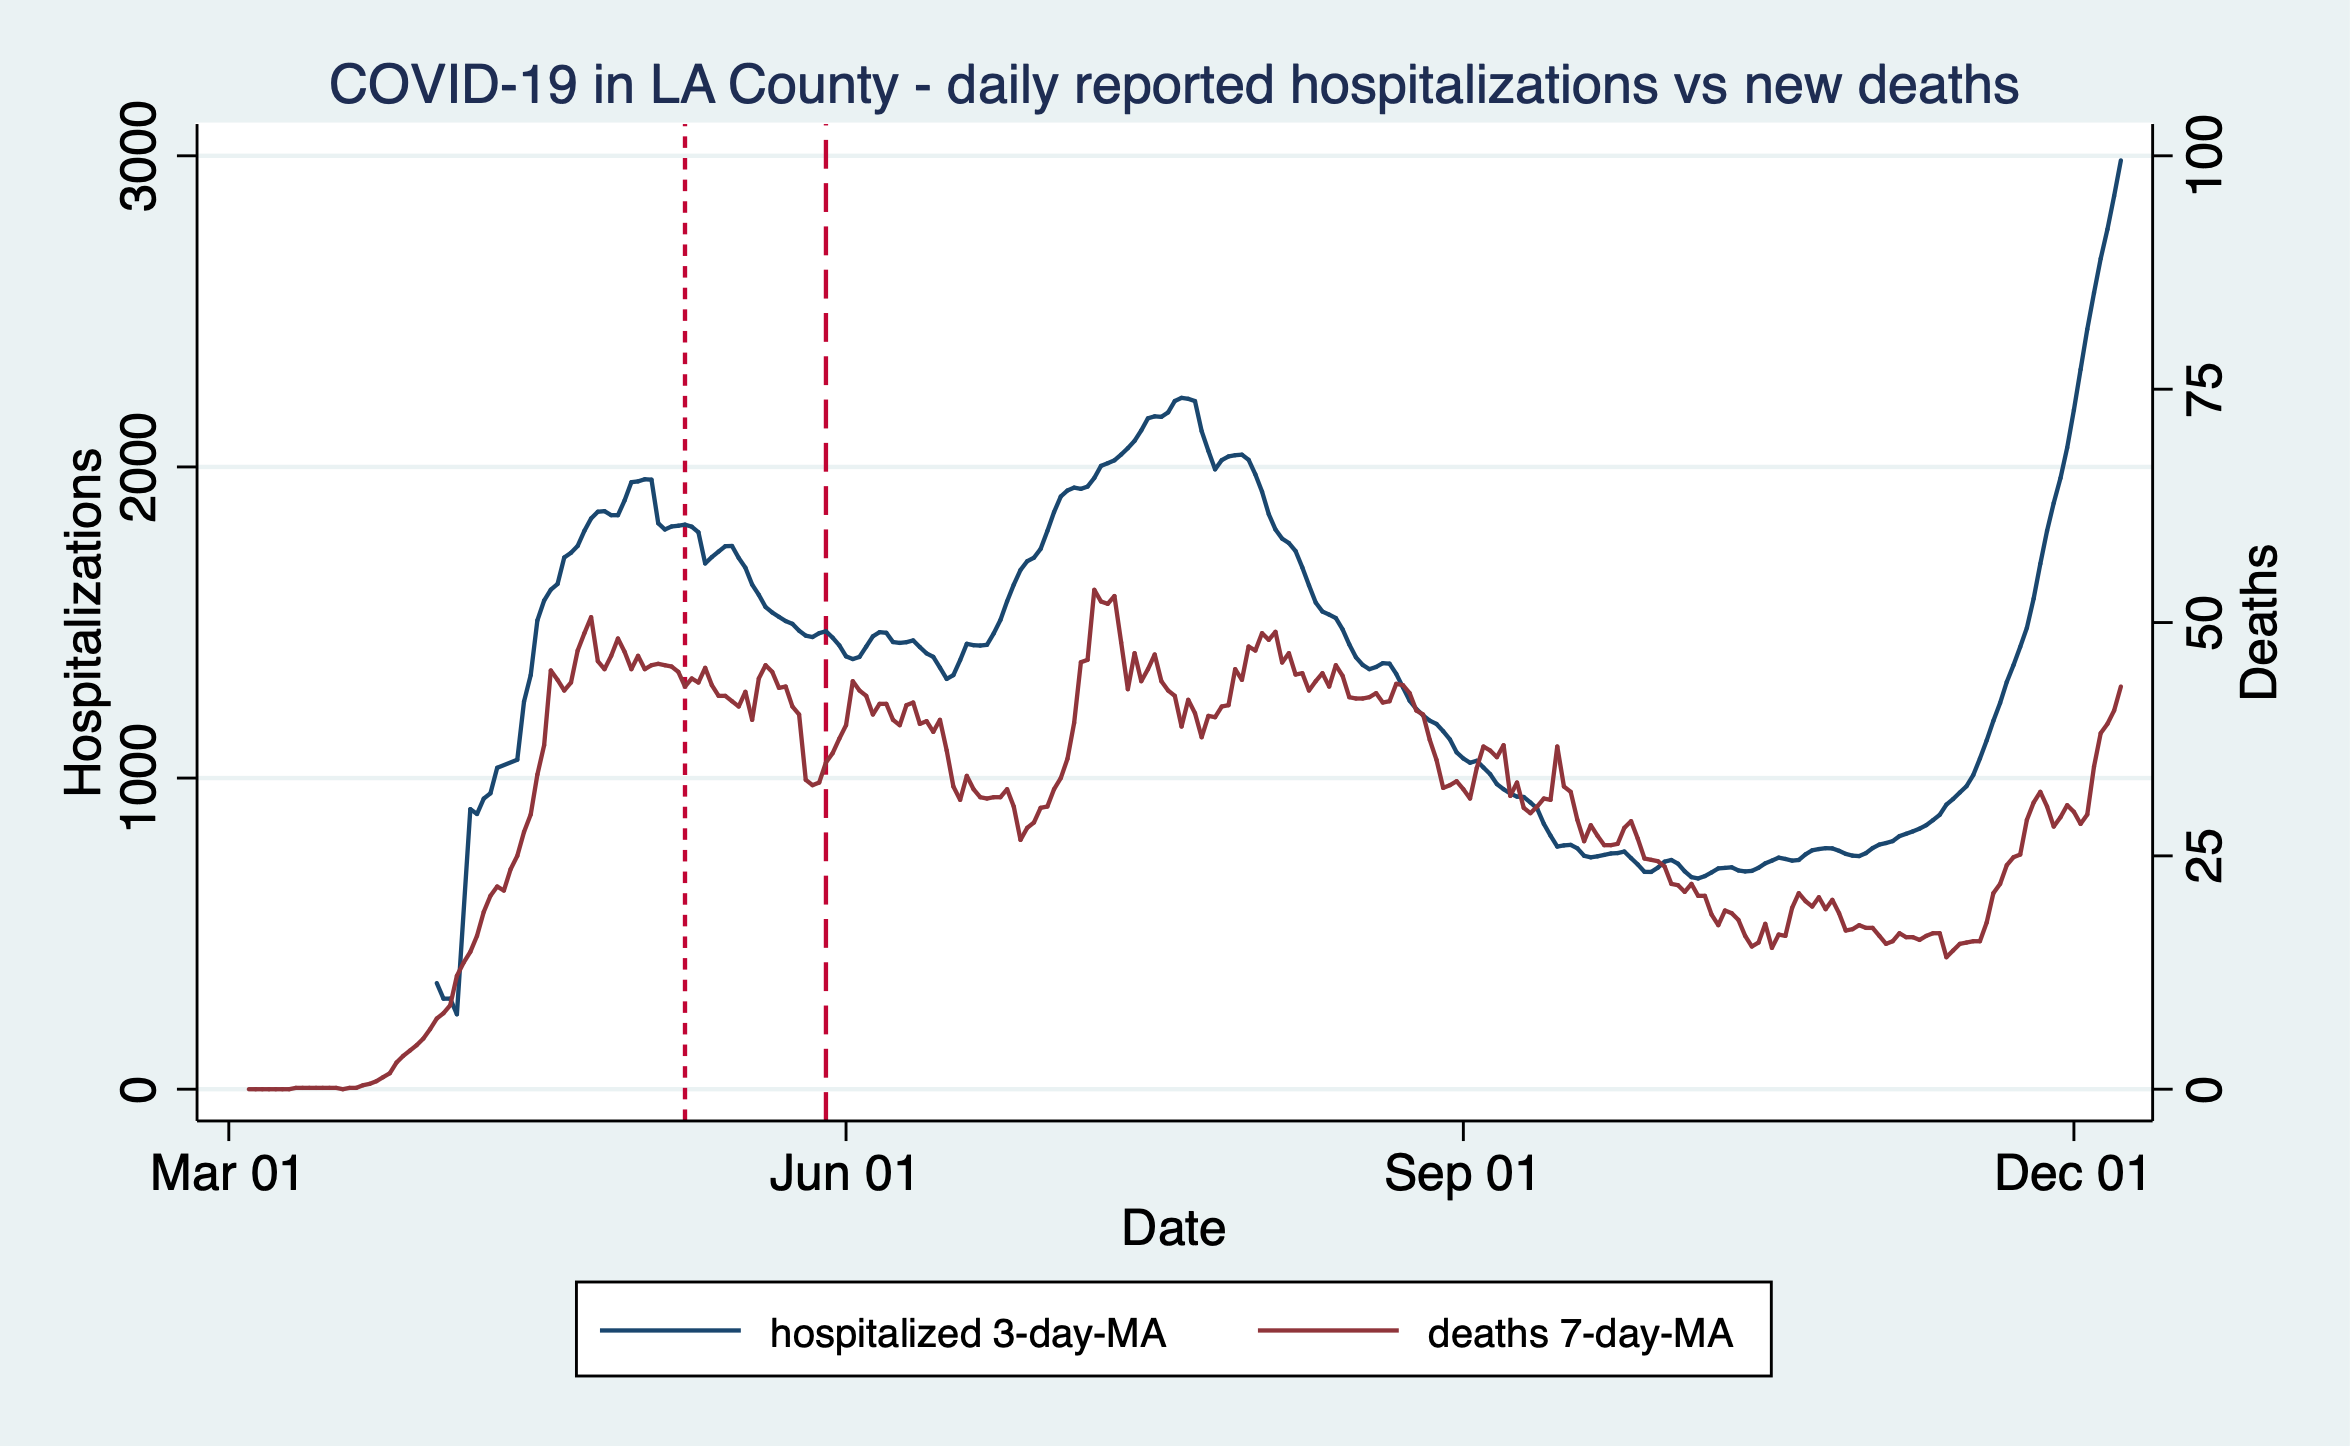 COVID-19 in LA County - daily reported hospitalizations vs new deaths
Hospitalizations
3000
2000
1000
0
100
75
50
25
0
Deaths
Mar 01
Jun 01
Sep 01
Dec 01
Date
hospitalized 3-day-MA
deaths 7-day-MA